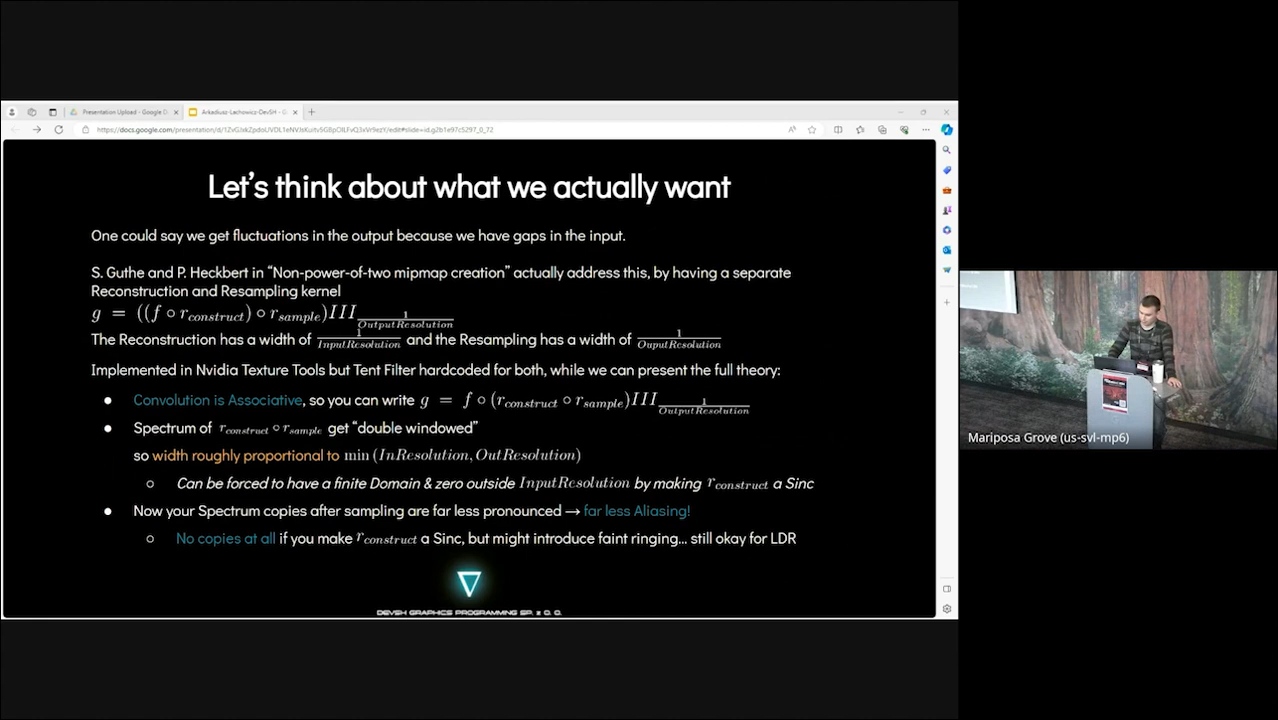 Presentation Upload - Google D
Arkadiusz-Lachowicz-DevSH - G
Let's think about what we actually want
One could say we get fluctuations in the output because we have gaps in the input.
S. Guthe and P. Heckbert in “Non-power-of-two mipmap creation” actually address this, by having a separate
Reconstruction and Resampling kernel
g = ((f ∘ r_construct) ∘ r_sample)III_{1/OutputResolution}
The Reconstruction has a width of 1/InputResolution and the Resampling has a width of 1/OuputResolution
Implemented in Nvidia Texture Tools but Tent Filter hardcoded for both, while we can present the full theory:
● Convolution is Associative, so you can write g = f ∘ (r_construct ∘ r_sample)III_{1/OutputResolution}
● Spectrum of r_construct ∘ r_sample get “double windowed”
so width roughly proportional to min (InResolution, OutResolution)
○ Can be forced to have a finite Domain & zero outside InputResolution by making r_construct a Sinc
● Now your Spectrum copies after sampling are far less pronounced → far less Aliasing!
○ No copies at all if you make r_construct a Sinc, but might introduce faint ringing... still okay for LDR
DEVSH GRAPHICS PROGRAMMING SP. z O. O.
Mariposa Grove (us-svl-mp6)